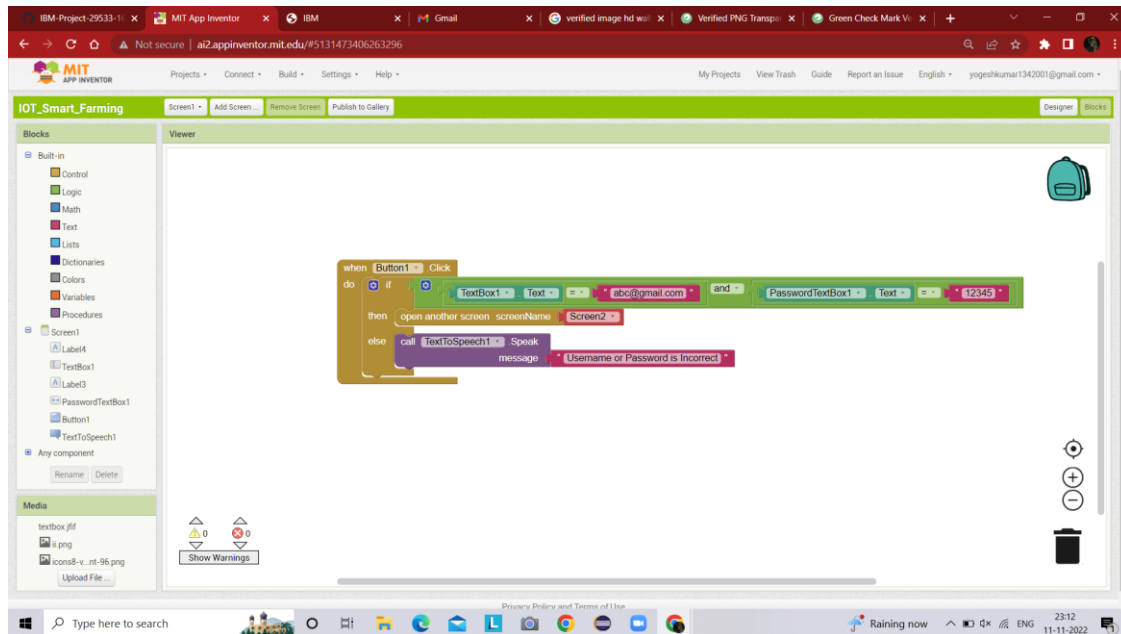 IBM-Project-29533-16 MIT App Inventor IBM Gmail verified image hd wall Verified PNG Transpar Green Check Mark Ve
Not secure | ai2.appinventor.mit.edu/#5131473406263296
MIT APP INVENTOR Projects Connect Build Settings Help My Projects View Trash Guide Report an Issue English yogeshkumar1342001@gmail.com
IOT_Smart_Farming Screen1 Add Screen ... Remove Screen Publish to Gallery Designer Blocks
Blocks Viewer
Built-in
Control
Logic
Math
Text
Lists
Dictionaries
Colors
Variables
Procedures
Screen1
Label4
TextBox1
Label3
PasswordTextBox1
Button1
TextToSpeech1
Any component
Rename Delete
Media
textbox.jfif
ii.png
icons8-v...nt-96.png
Upload File ...
when Button1 .Click
do if TextBox1 . Text = " abc@gmail.com " and PasswordTextBox1 . Text = " 12345 "
then open another screen screenName Screen2
else call TextToSpeech1 .Speak
message " Username or Password is Incorrect "
0 0
Show Warnings
Privacy Policy and Terms of Use
Type here to search Raining now ENG 23:12
11-11-2022